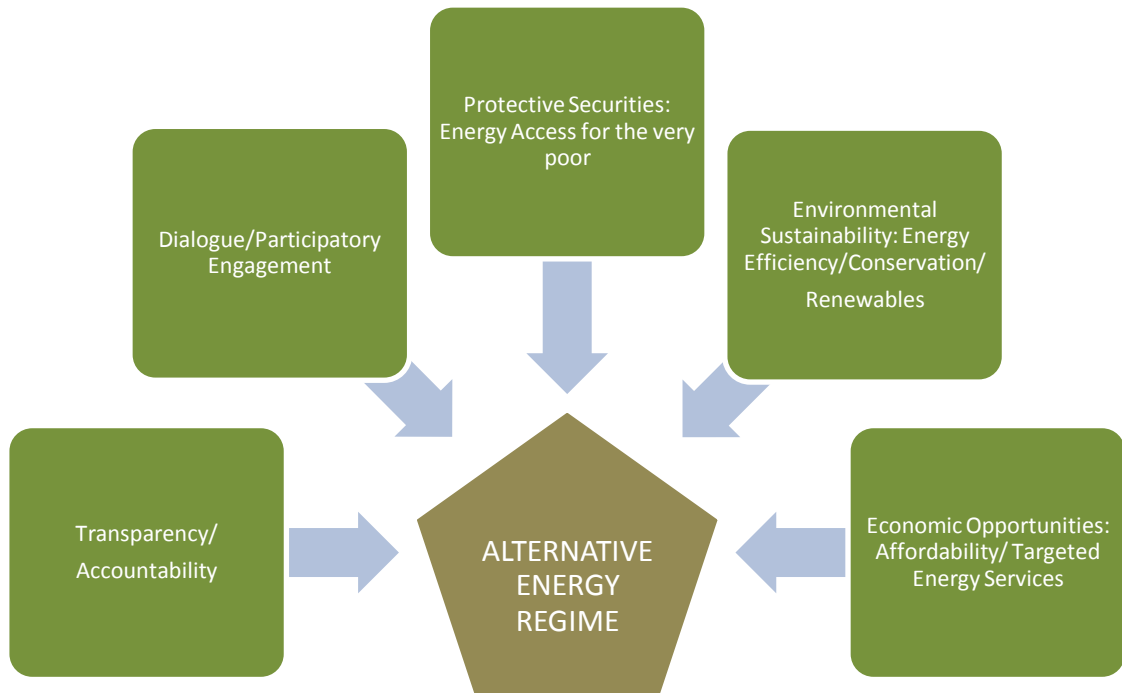 Protective Securities:
Energy Access for the very
poor
Dialogue/Participatory
Engagement
Environmental
Sustainability: Energy
Efficiency/Conservation/
Renewables
Transparency/
Accountability
ALTERNATIVE
ENERGY
REGIME
Economic Opportunities:
Affordability/ Targeted
Energy Services